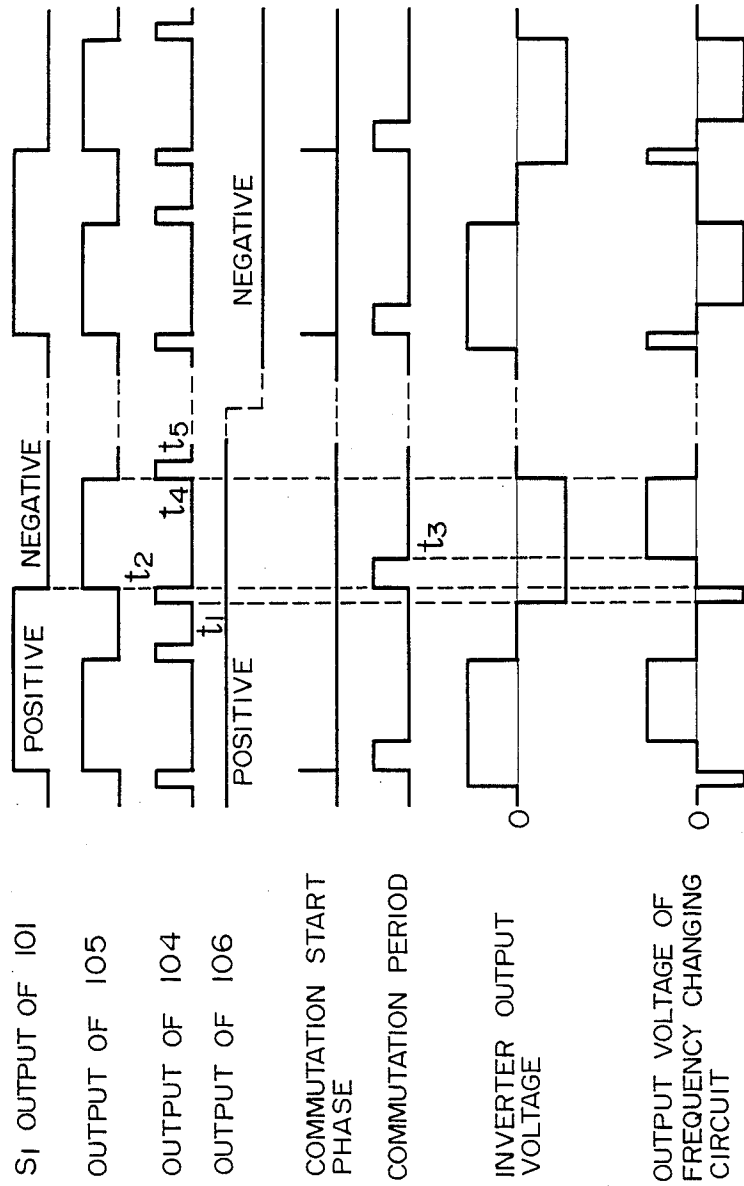 S1 OUTPUT OF 101
POSITIVE
NEGATIVE
OUTPUT OF 105
t2
OUTPUT OF 104
t4
t5
OUTPUT OF 106
t1
POSITIVE
NEGATIVE
COMMUTATION START
PHASE
COMMUTATION PERIOD
t3
INVERTER OUTPUT
VOLTAGE
0
OUTPUT VOLTAGE OF
FREQUENCY CHANGING
CIRCUIT
0